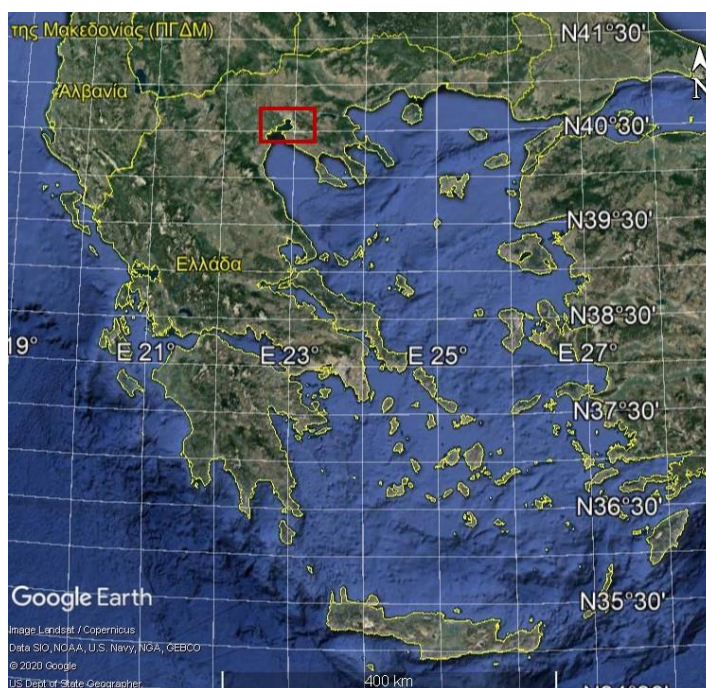 της Μακεδονίας (ΠΓΔΜ)
N41°30'
Αλβανία
N
N40°30'
N39°30'
Ελλάδα
N38°30'
19°
E 21°
E 23°
E 25°
E 27°
N37°30'
N36°30'
Google Earth
N35°30'
Image Landsat / Copernicus
Data SIO, NOAA, U.S. Navy, NGA, GEBCO
© 2020 Google
US Dept of State Geographer
400 km